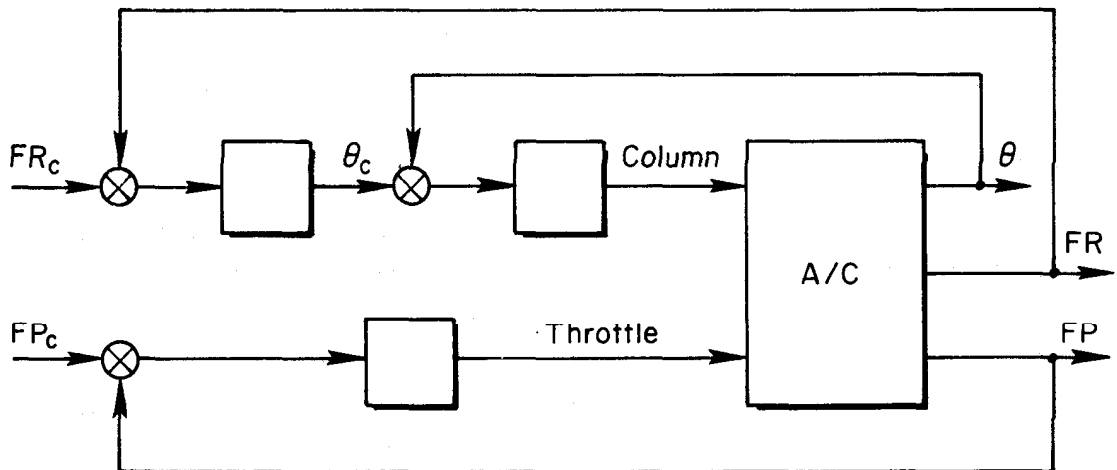 FRc
θc
Column
θ
A/C
FR
FPc
Throttle
FP